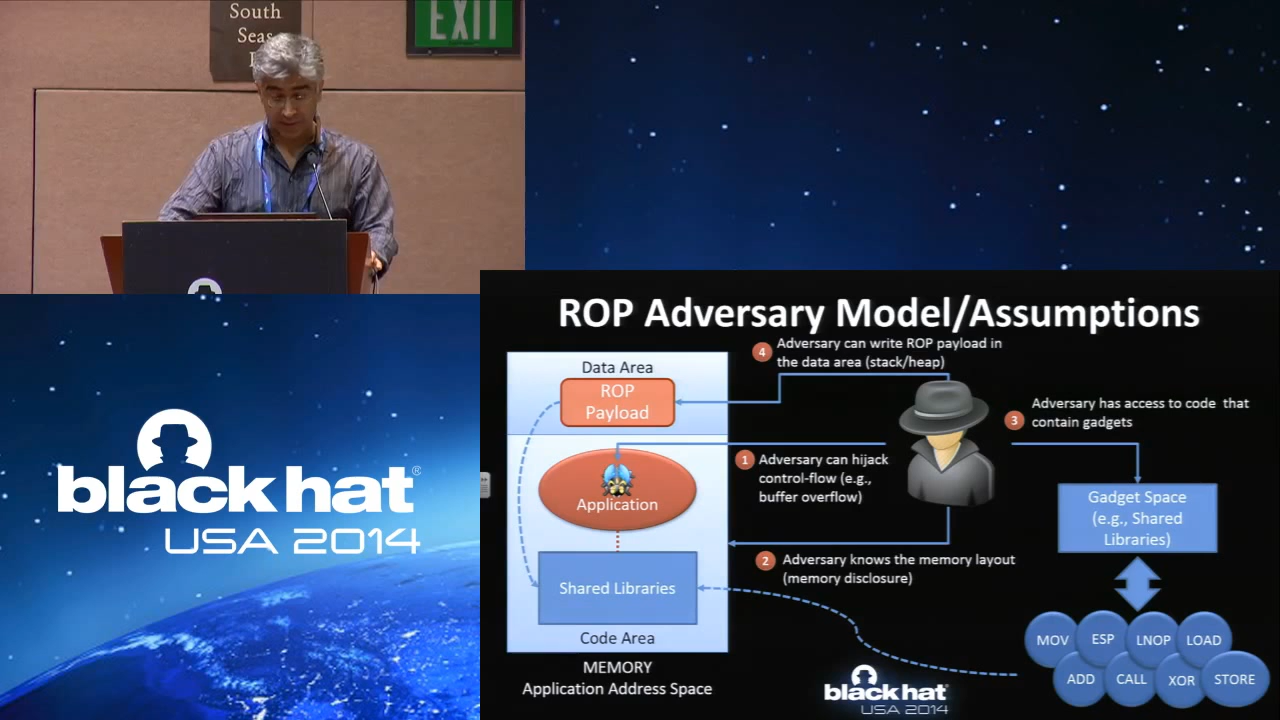 South
Seas
EXIT
black hat®
USA 2014
ROP Adversary Model/Assumptions
4
Adversary can write ROP payload in
the data area (stack/heap)
Data Area
ROP
Payload
3
Adversary has access to code that
contain gadgets
1
Adversary can hijack
control-flow (e.g.,
buffer overflow)
Application
Gadget Space
(e.g., Shared
Libraries)
2
Adversary knows the memory layout
(memory disclosure)
Shared Libraries
Code Area
MEMORY
Application Address Space
MOV ESP LNOP LOAD
ADD CALL XOR STORE
black hat®
USA 2014